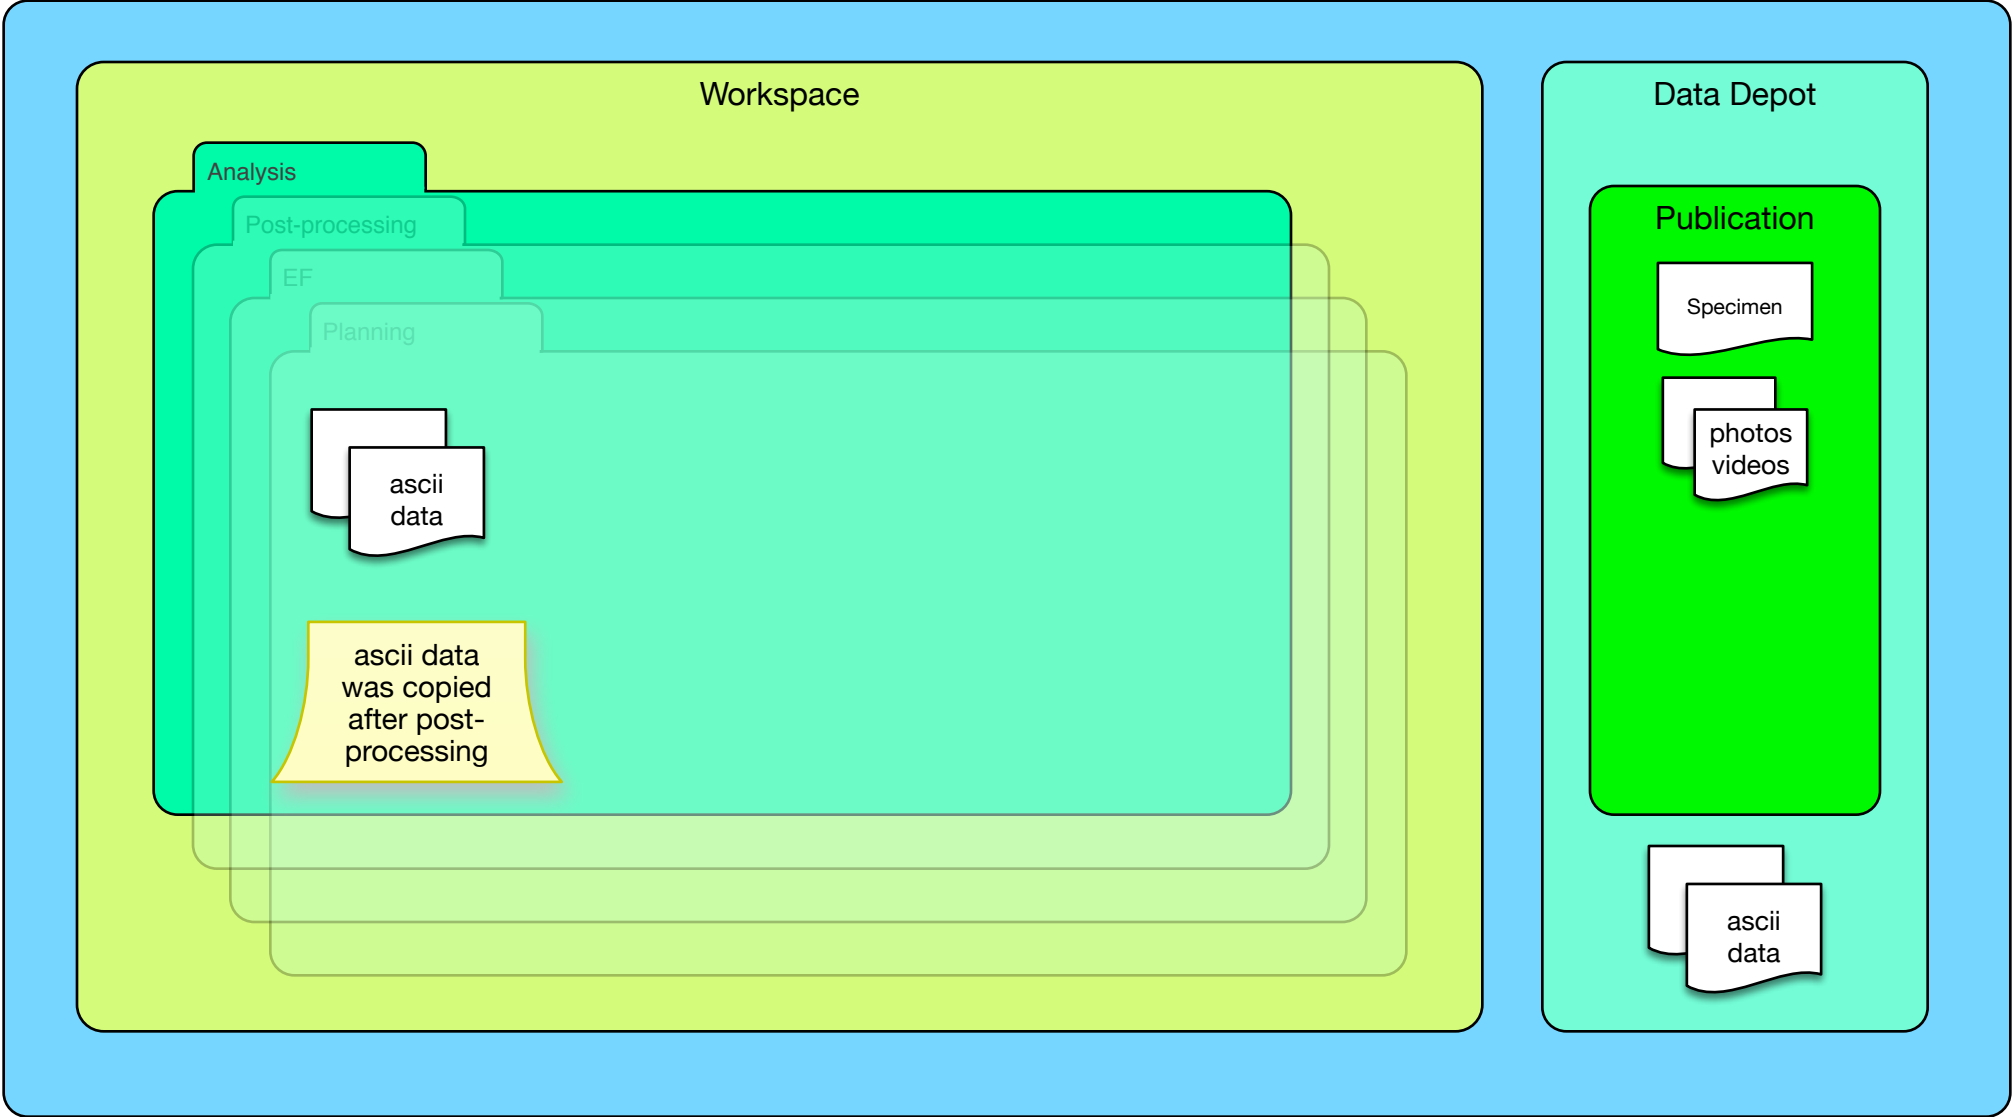 Workspace
Analysis
Post-processing
EF
Planning
ascii
data
ascii data
was copied
after post-
processing
Data Depot
Publication
Specimen
photos
videos
ascii
data